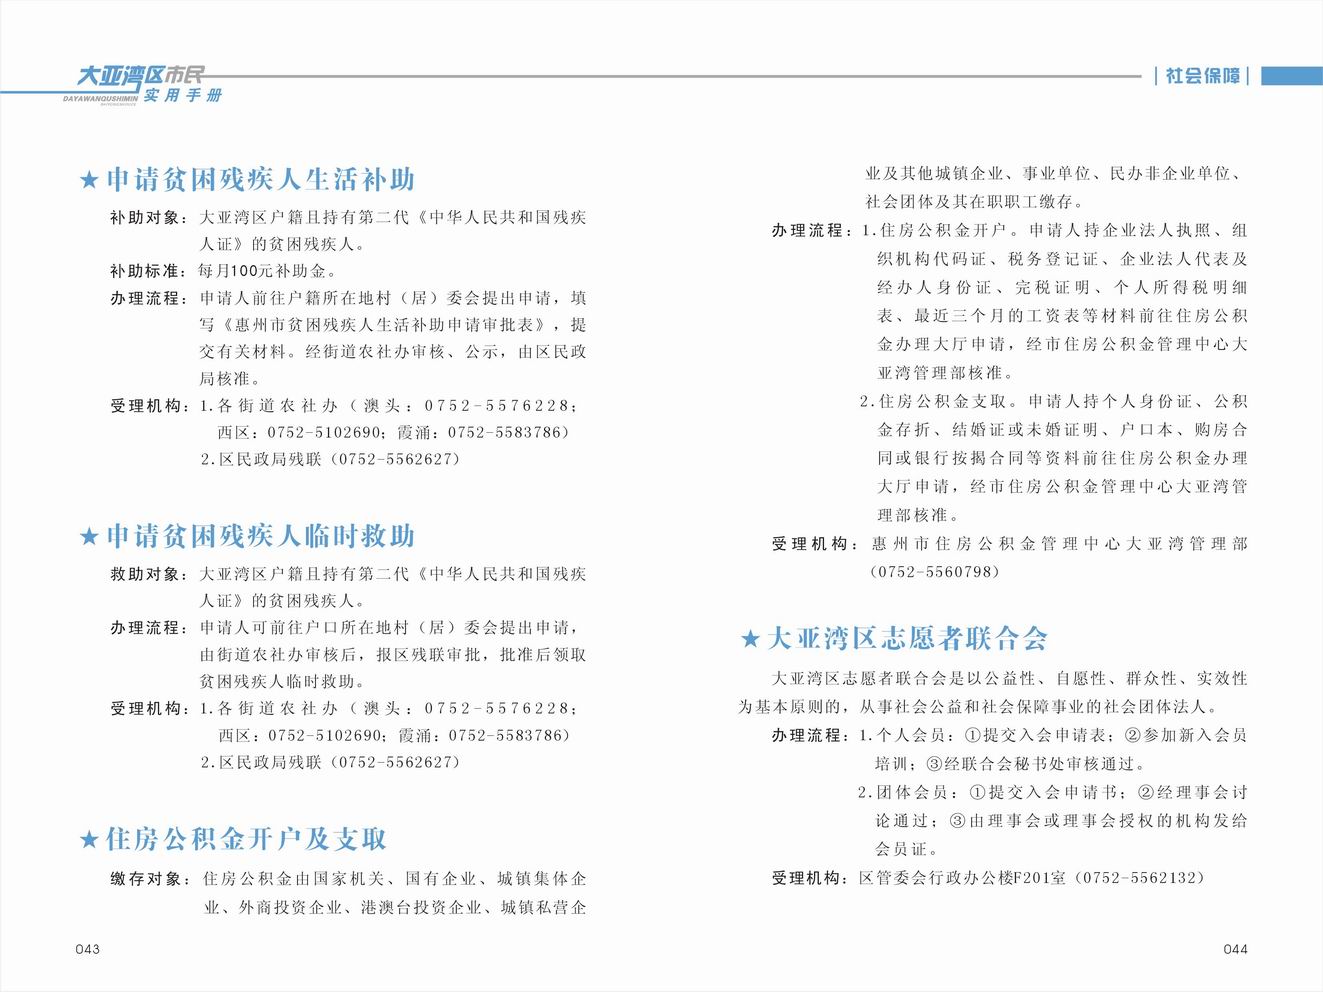 大亚湾区市民
DAYAWANQUSHIMIN 实用手册
社会保障
★申请贫困残疾人生活补助
补助对象：大亚湾区户籍且持有第二代《中华人民共和国残疾
人证》的贫困残疾人。
补助标准：每月100元补助金。
办理流程：申请人前往户籍所在地村（居）委会提出申请，填
写《惠州市贫困残疾人生活补助申请审批表》，提
交有关材料。经街道农社办审核、公示，由区民政
局核准。
受理机构：1.各街道农社办（澳头：0752-5576228；
西区：0752-5102690；霞涌：0752-5583786）
2.区民政局残联（0752-5562627）
★申请贫困残疾人临时救助
救助对象：大亚湾区户籍且持有第二代《中华人民共和国残疾
人证》的贫困残疾人。
办理流程：申请人可前往户口所在地村（居）委会提出申请，
由街道农社办审核后，报区残联审批，批准后领取
贫困残疾人临时救助。
受理机构：1.各街道农社办（澳头：0752-5576228；
西区：0752-5102690；霞涌：0752-5583786）
2.区民政局残联（0752-5562627）
★住房公积金开户及支取
缴存对象：住房公积金由国家机关、国有企业、城镇集体企
业、外商投资企业、港澳台投资企业、城镇私营企
043
业及其他城镇企业、事业单位、民办非企业单位、
社会团体及其在职职工缴存。
办理流程：1.住房公积金开户。申请人持企业法人执照、组
织机构代码证、税务登记证、企业法人代表及
经办人身份证、完税证明、个人所得税明细
表、最近三个月的工资表等材料前往住房公积
金办理大厅申请，经市住房公积金管理中心大
亚湾管理部核准。
2.住房公积金支取。申请人持个人身份证、公积
金存折、结婚证或未婚证明、户口本、购房合
同或银行按揭合同等资料前往住房公积金办理
大厅申请，经市住房公积金管理中心大亚湾管
理部核准。
受理机构：惠州市住房公积金管理中心大亚湾管理部
（0752-5560798）
★大亚湾区志愿者联合会
大亚湾区志愿者联合会是以公益性、自愿性、群众性、实效性
为基本原则的，从事社会公益和社会保障事业的社会团体法人。
办理流程：1.个人会员：①提交入会申请表；②参加新入会员
培训；③经联合会秘书处审核通过。
2.团体会员：①提交入会申请书；②经理事会讨
论通过；③由理事会或理事会授权的机构发给
会员证。
受理机构：区管委会行政办公楼F201室（0752-5562132）
044